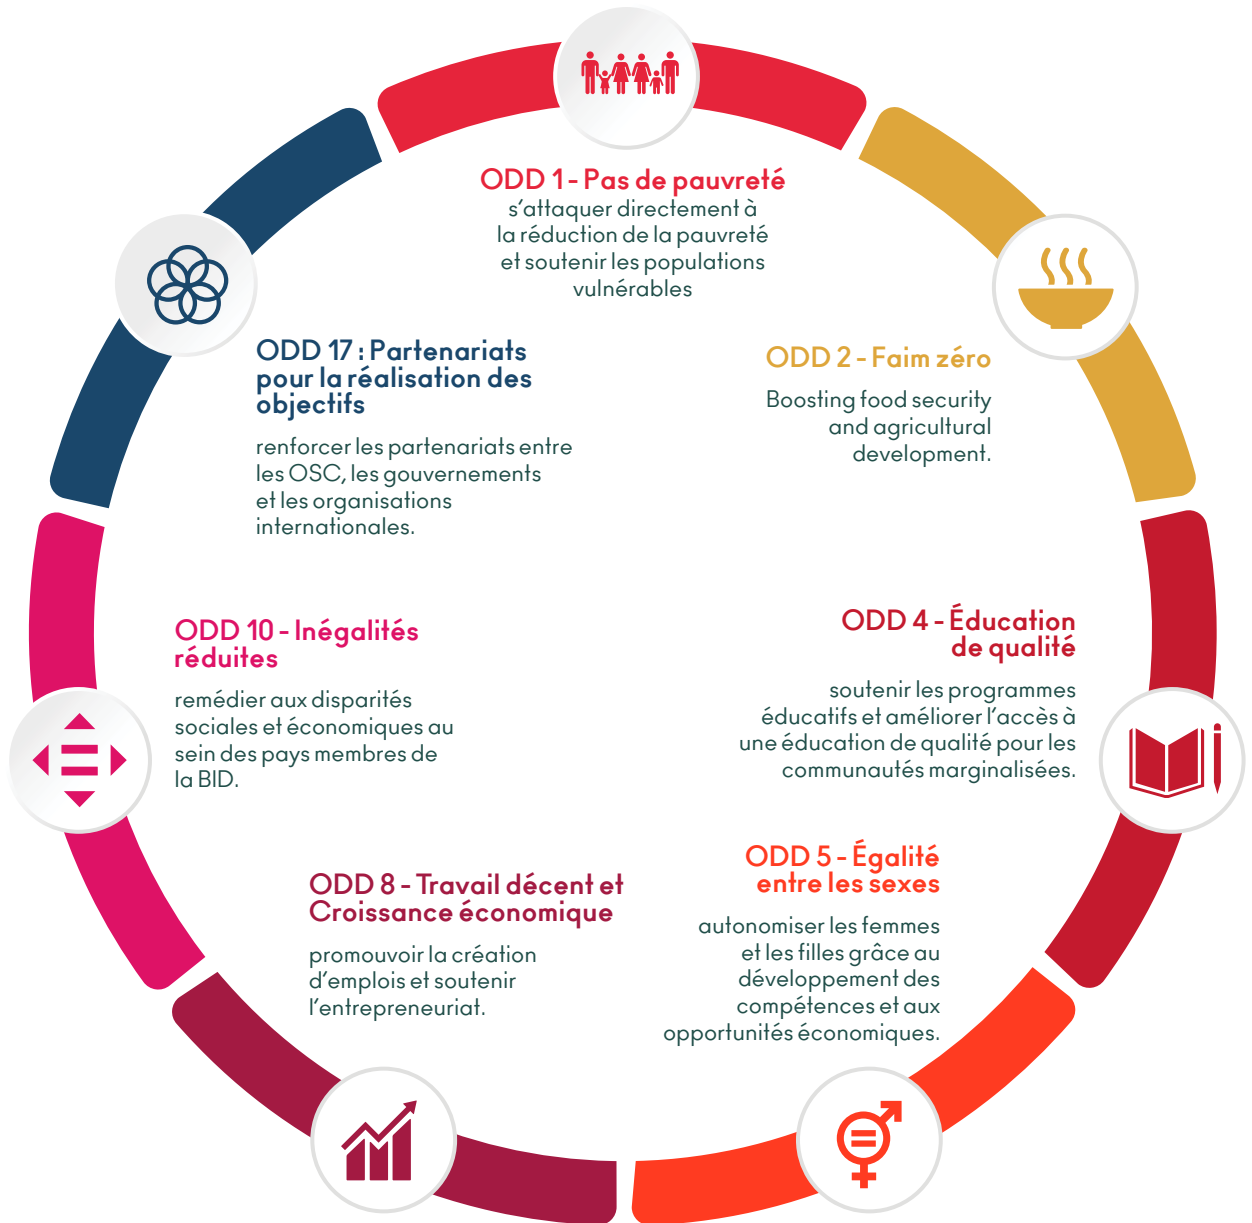 ODD 1 - Pas de pauvreté
s'attaquer directement à
la réduction de la pauvreté
et soutenir les populations
vulnérables
ODD 2 - Faim zéro
Boosting food security
and agricultural
development.
ODD 4 - Éducation
de qualité
soutenir les programmes
éducatifs et améliorer l'accès à
une éducation de qualité pour les
communautés marginalisées.
ODD 5 - Égalité
entre les sexes
autonomiser les femmes
et les filles grâce au
développement des
compétences et aux
opportunités économiques.
ODD 8 - Travail décent et
Croissance économique
promouvoir la création
d'emplois et soutenir
l'entrepreneuriat.
ODD 10 - Inégalités
réduites
remédier aux disparités
sociales et économiques au
sein des pays membres de
la BID.
ODD 17 : Partenariats
pour la réalisation des
objectifs
renforcer les partenariats entre
les OSC, les gouvernements
et les organisations
internationales.